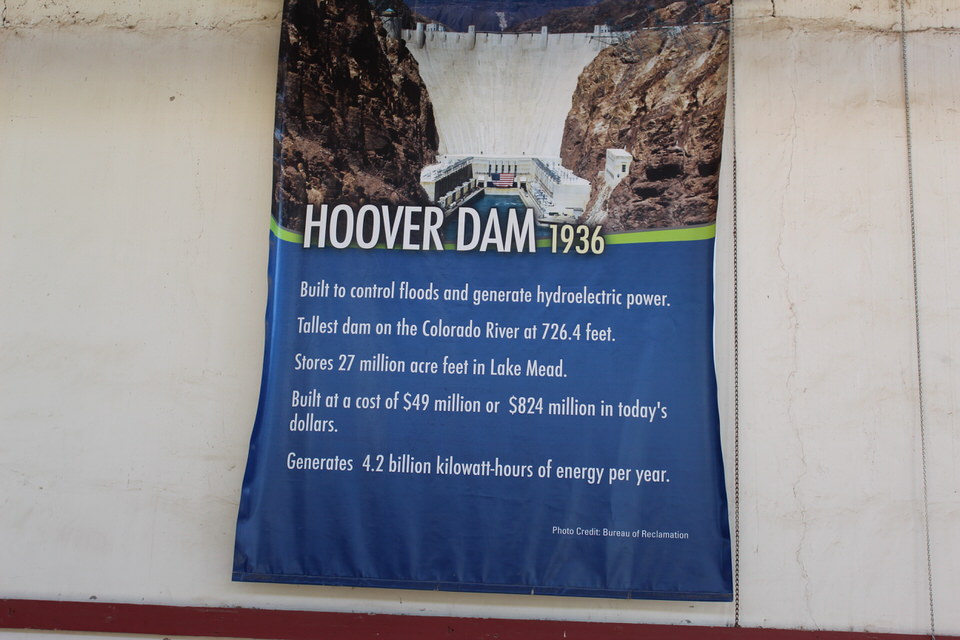 HOOVER DAM 1936
Built to control floods and generate hydroelectric power.
Tallest dam on the Colorado River at 726.4 feet.
Stores 27 million acre feet in Lake Mead.
Built at a cost of $49 million or $824 million in today's
dollars.
Generates 4.2 billion kilowatt-hours of energy per year.
Photo Credit: Bureau of Reclamation